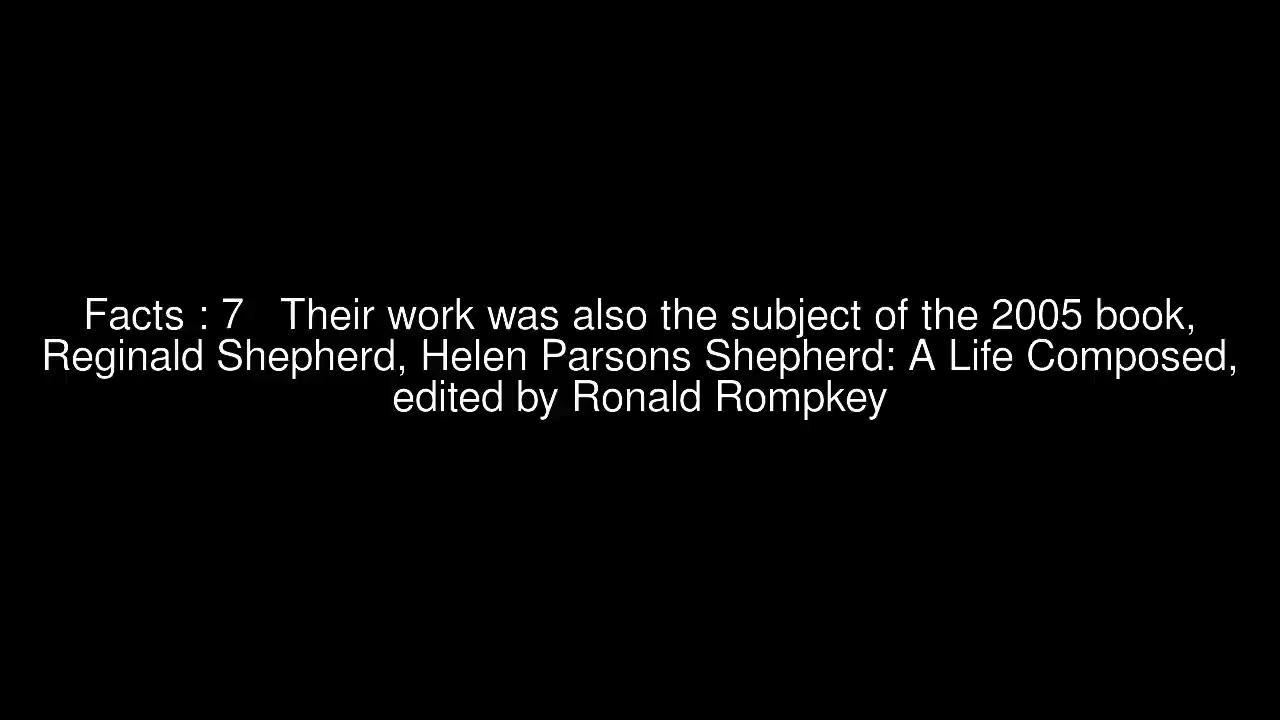 Facts : 7   Their work was also the subject of the 2005 book,
Reginald Shepherd, Helen Parsons Shepherd: A Life Composed,
edited by Ronald Rompkey